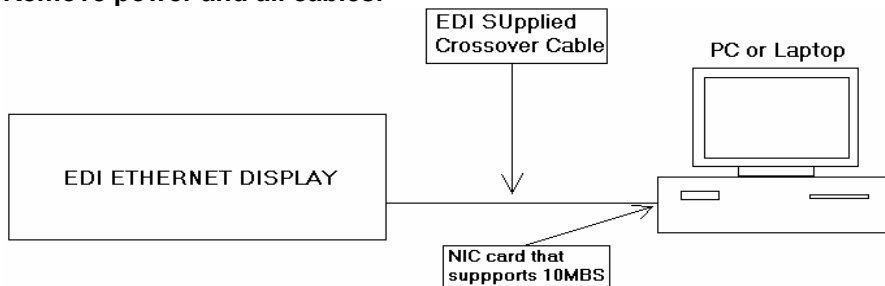 Remove power and all cables.
EDI SUpplied
Crossover Cable
PC or Laptop
EDI ETHERNET DISPLAY
NIC card that
suppports 10MBS